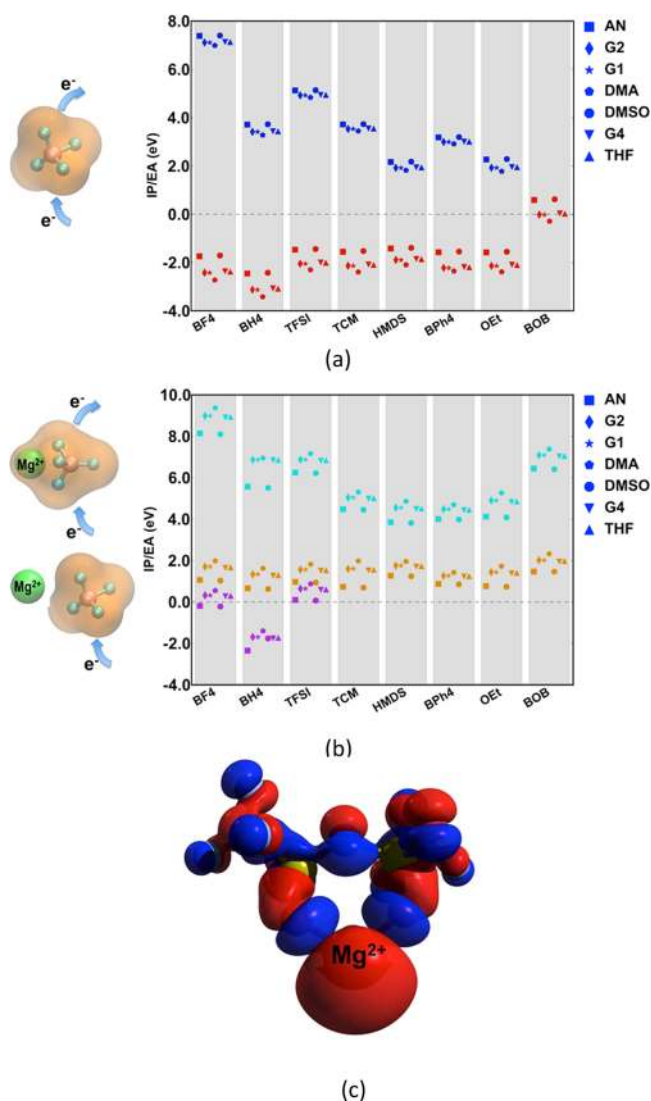 8.0
6.0
4.0
2.0
0.0
-2.0
-4.0
IP/EA (eV)
e-
e-
AN
G2
G1
DMA
DMSO
G4
THF
BF4
BH4
TFSI
TCM
HMDS
BPh4
OEt
BOB
(a)
10.0
8.0
6.0
4.0
2.0
0.0
-2.0
-4.0
IP/EA (eV)
e-
Mg2+
e-
Mg2+
e-
AN
G2
G1
DMA
DMSO
G4
THF
BF4
BH4
TFSI
TCM
HMDS
BPh4
OEt
BOB
(b)
Mg2+
(c)